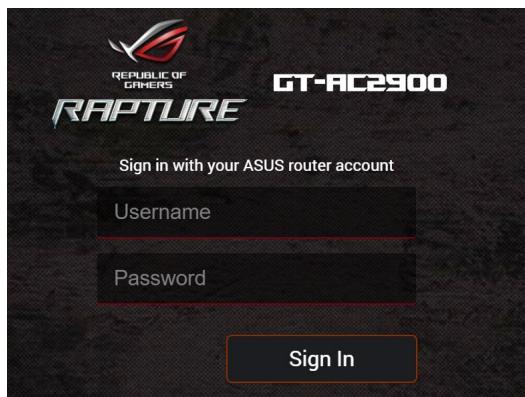 REPUBLIC OF
GAMERS
RAPTURE
GT-AC2900
Sign in with your ASUS router account
Username
Password
Sign In